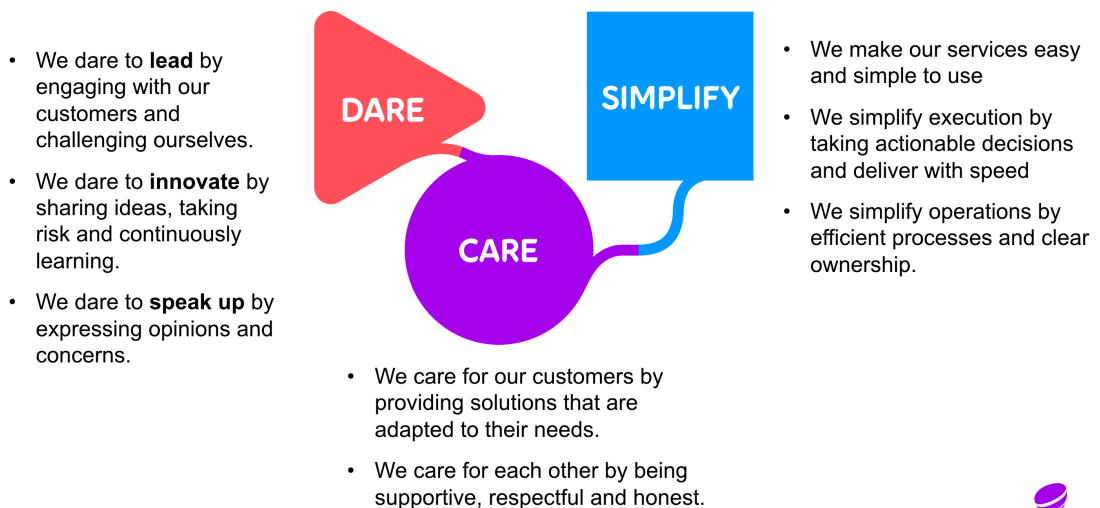 • We dare to lead by
engaging with our
customers and
challenging ourselves.
• We dare to innovate by
sharing ideas, taking
risk and continuously
learning.
• We dare to speak up by
expressing opinions and
concerns.
DARE
SIMPLIFY
CARE
• We make our services easy
and simple to use
• We simplify execution by
taking actionable decisions
and deliver with speed
• We simplify operations by
efficient processes and clear
ownership.
• We care for our customers by
providing solutions that are
adapted to their needs.
• We care for each other by being
supportive, respectful and honest.